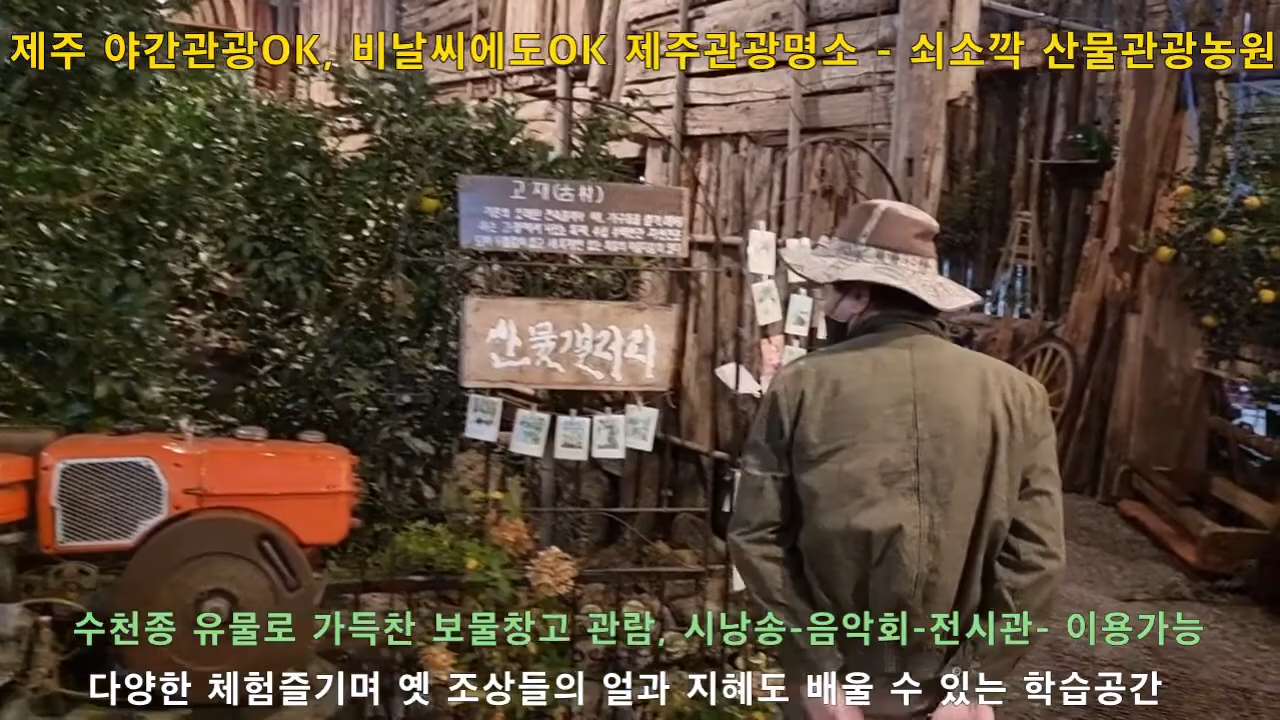 제주 야간관광OK, 비날씨에도OK 제주관광명소 - 쇠소깍 산물관광농원
고 재(古材)
산물갤러리
수천종 유물로 가득찬 보물창고 관람, 시낭송-음악회-전시관- 이용가능
다양한 체험즐기며 옛 조상들의 얼과 지혜도 배울 수 있는 학습공간